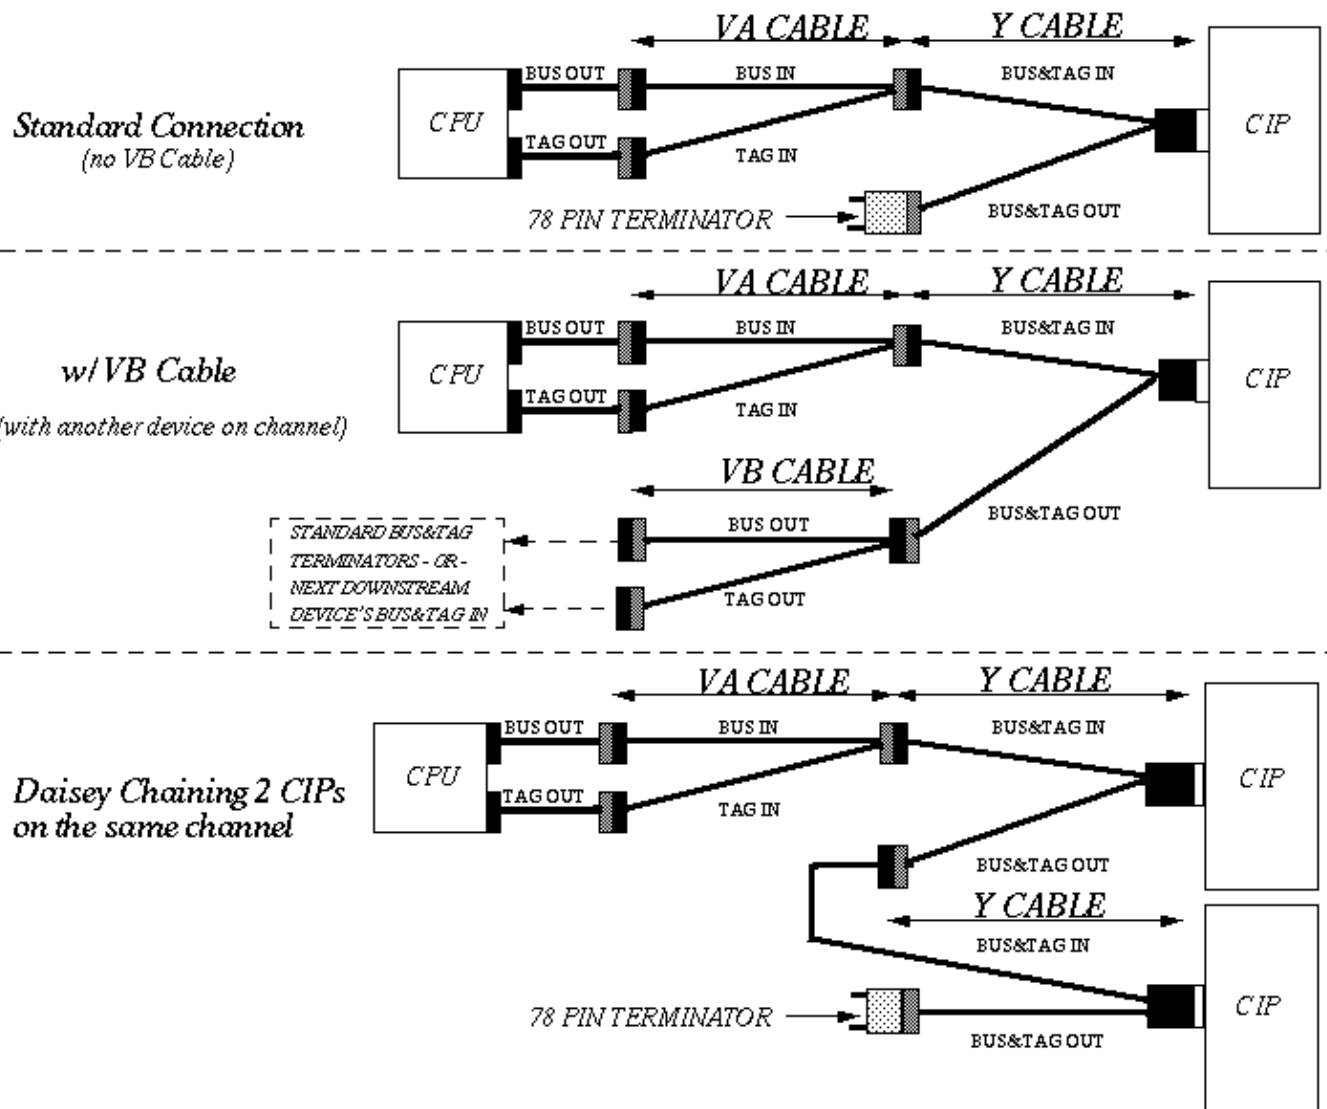 VA CABLE Y CABLE
BUS OUT BUS IN BUS&TAG IN
CPU CIP
Standard Connection
(no VB Cable)
TAG OUT TAG IN
78 PIN TERMINATOR BUS&TAG OUT
VA CABLE Y CABLE
BUS OUT BUS IN BUS&TAG IN
w/ VB Cable CPU CIP
TAG OUT TAG IN
(with another device on channel)
VB CABLE
BUS&TAG OUT
BUS OUT
STANDARD BUS&TAG
TERMINATORS - OR -
NEXT DOWNSTREAM
DEVICE'S BUS&TAG IN
TAG OUT
VA CABLE Y CABLE
BUS OUT BUS IN BUS&TAG IN
CPU CIP
Daisey Chaining 2 CIPs
on the same channel
TAG OUT TAG IN
BUS&TAG OUT
Y CABLE
BUS&TAG IN
CIP
78 PIN TERMINATOR
BUS&TAG OUT